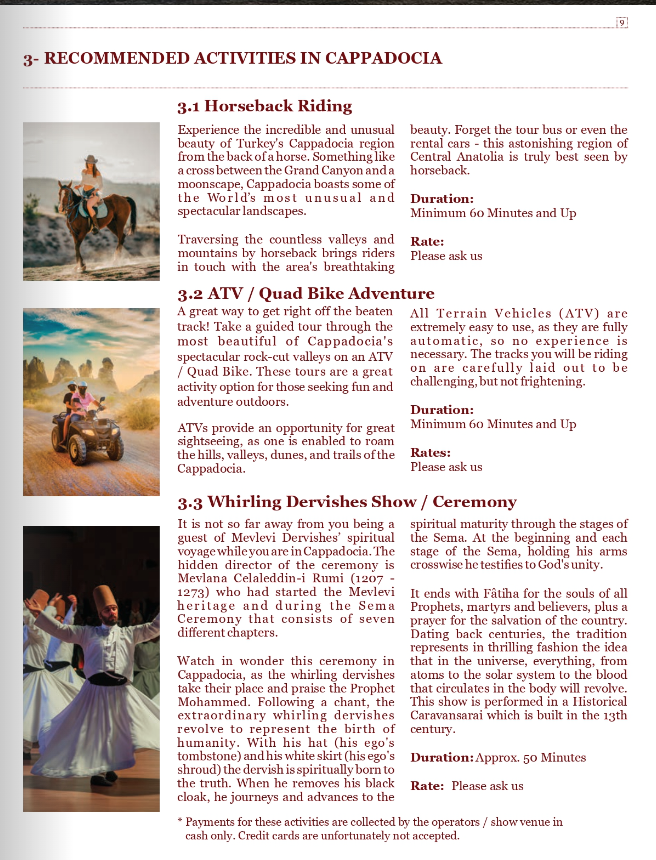 9
3- RECOMMENDED ACTIVITIES IN CAPPADOCIA
3.1 Horseback Riding
Experience the incredible and unusual
beauty of Turkey's Cappadocia region
from the back of a horse. Something like
a cross between the Grand Canyon and a
moonscape, Cappadocia boasts some of
the World's most unusual and
spectacular landscapes.
Traversing the countless valleys and
mountains by horseback brings riders
in touch with the area's breathtaking
beauty. Forget the tour bus or even the
rental cars - this astonishing region of
Central Anatolia is truly best seen by
horseback.
Duration:
Minimum 60 Minutes and Up
Rate:
Please ask us
3.2 ATV / Quad Bike Adventure
A great way to get right off the beaten
track! Take a guided tour through the
most beautiful of Cappadocia's
spectacular rock-cut valleys on an ATV
/ Quad Bike. These tours are a great
activity option for those seeking fun and
adventure outdoors.
ATVs provide an opportunity for great
sightseeing, as one is enabled to roam
the hills, valleys, dunes, and trails of the
Cappadocia.
All Terrain Vehicles (ATV) are
extremely easy to use, as they are fully
automatic, so no experience is
necessary. The tracks you will be riding
on are carefully laid out to be
challenging, but not frightening.
Duration:
Minimum 60 Minutes and Up
Rates:
Please ask us
3.3 Whirling Dervishes Show / Ceremony
It is not so far away from you being a
guest of Mevlevi Dervishes' spiritual
voyage while you are in Cappadocia. The
hidden director of the ceremony is
Mevlana Celaleddin-i Rumi (1207 -
1273) who had started the Mevlevi
heritage and during the Sema
Ceremony that consists of seven
different chapters.
Watch in wonder this ceremony in
Cappadocia, as the whirling dervishes
take their place and praise the Prophet
Mohammed. Following a chant, the
extraordinary whirling dervishes
revolve to represent the birth of
humanity. With his hat (his ego's
tombstone) and his white skirt (his ego's
shroud) the dervish is spiritually born to
the truth. When he removes his black
cloak, he journeys and advances to the
spiritual maturity through the stages of
the Sema. At the beginning and each
stage of the Sema, holding his arms
crosswise he testifies to God's unity.
It ends with Fâtiha for the souls of all
Prophets, martyrs and believers, plus a
prayer for the salvation of the country.
Dating back centuries, the tradition
represents in thrilling fashion the idea
that in the universe, everything, from
atoms to the solar system to the blood
that circulates in the body will revolve.
This show is performed in a Historical
Caravansarai which is built in the 13th
century.
Duration: Approx. 50 Minutes
Rate: Please ask us
* Payments for these activities are collected by the operators / show venue in
cash only. Credit cards are unfortunately not accepted.